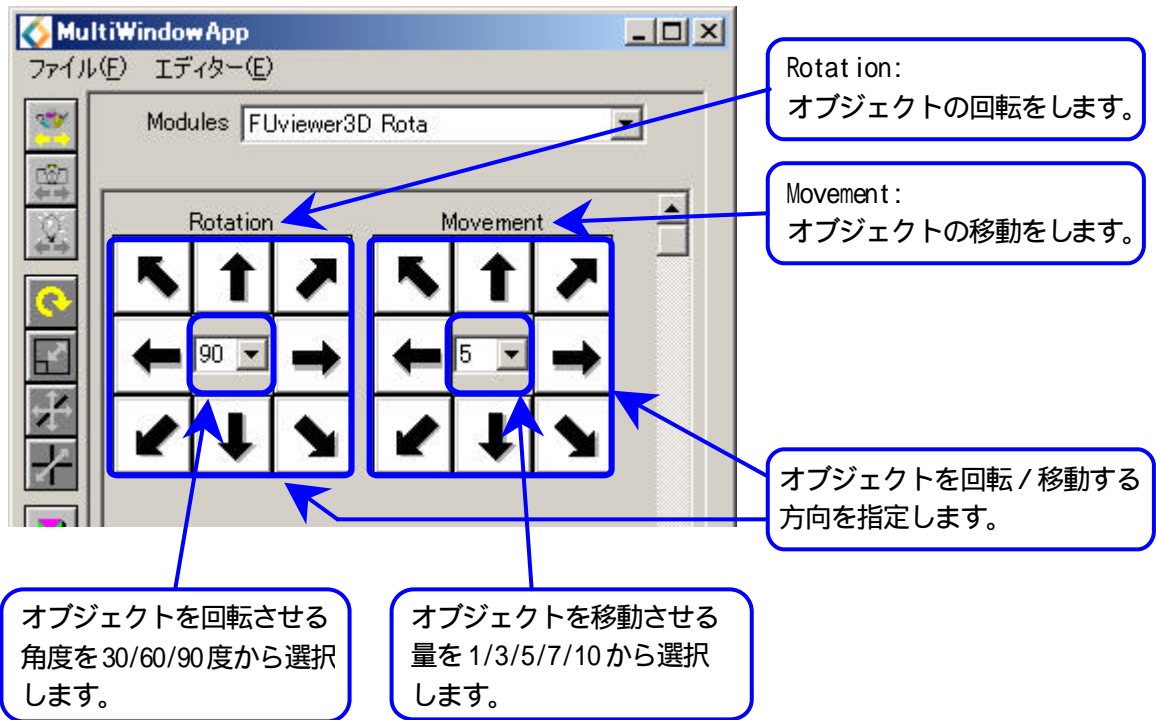 MultiWindowApp
ファイル(F) エディター(E)
Modules FUviewer3D Rota
Rotation Movement
90 5
Rotation:
オブジェクトの回転をします。
Movement:
オブジェクトの移動をします。
オブジェクトを回転/移動する
方向を指定します。
オブジェクトを回転させる
角度を30/60/90度から選択
します。
オブジェクトを移動させる
量を1/3/5/7/10から選択
します。